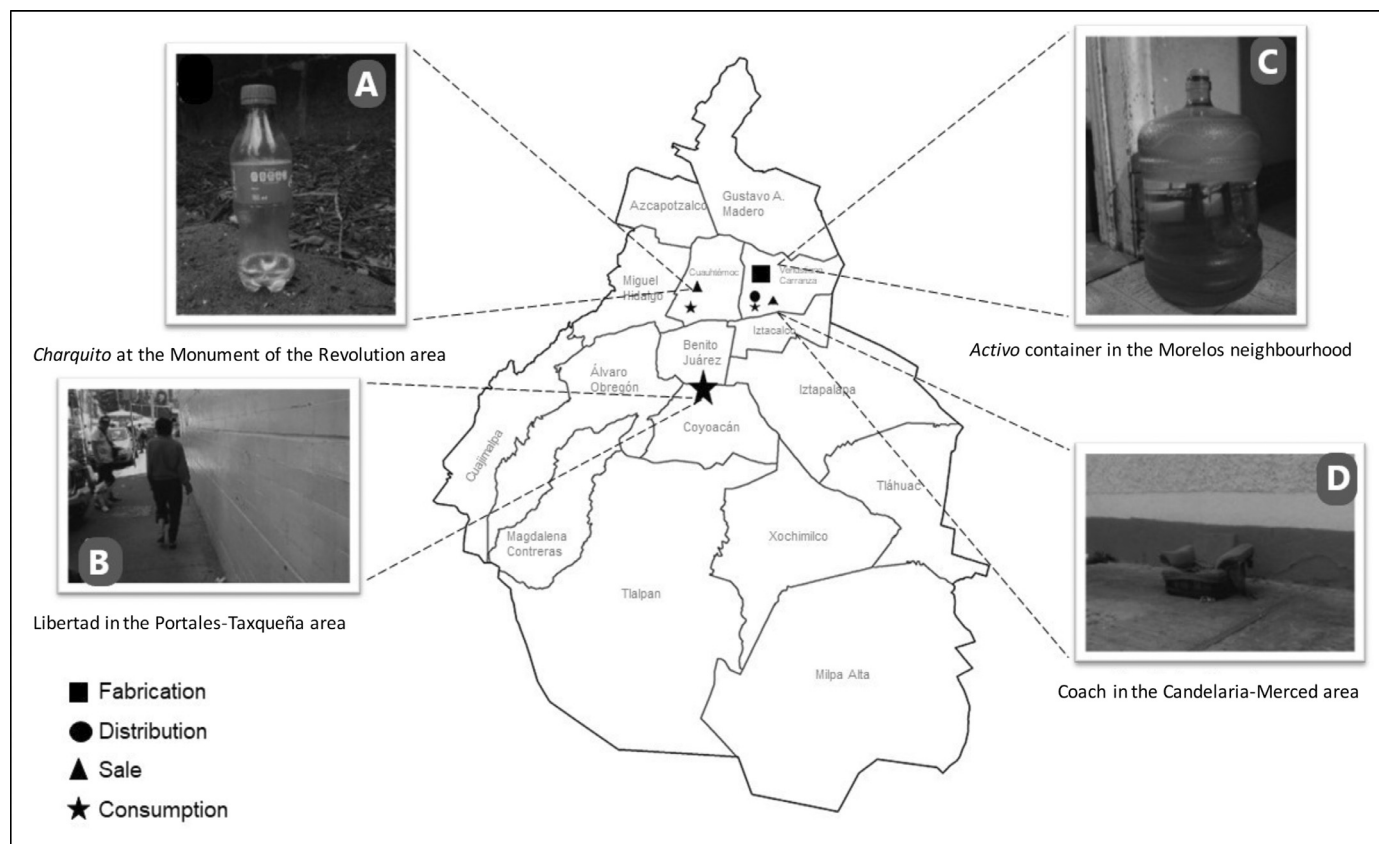 A
Charquito at the Monument of the Revolution area
B
Libertad in the Portales-Taxqueña area
C
Activo container in the Morelos neighbourhood
D
Coach in the Candelaria-Merced area
Gustavo A.
Madero
Azcapotzalco
Miguel
Hidalgo
Cuauhtémoc
Venustiano
Carranza
Iztacalco
Benito
Juárez
Álvaro
Obregón
Iztapalapa
Cuajimalpa
Coyoacán
Tláhuac
Magdalena
Contreras
Xochimilco
Tlalpan
Milpa Alta
Fabrication
Distribution
Sale
Consumption